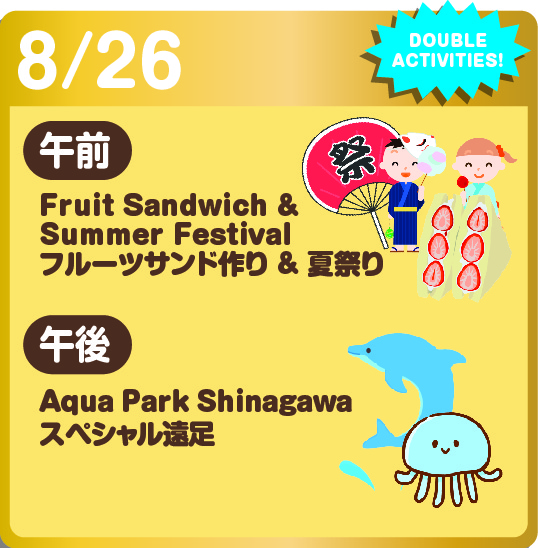 8/26
DOUBLE
ACTIVITIES!
午前
Fruit Sandwich &
Summer Festival
フルーツサンド作り & 夏祭り
祭
午後
Aqua Park Shinagawa
スペシャル遠足